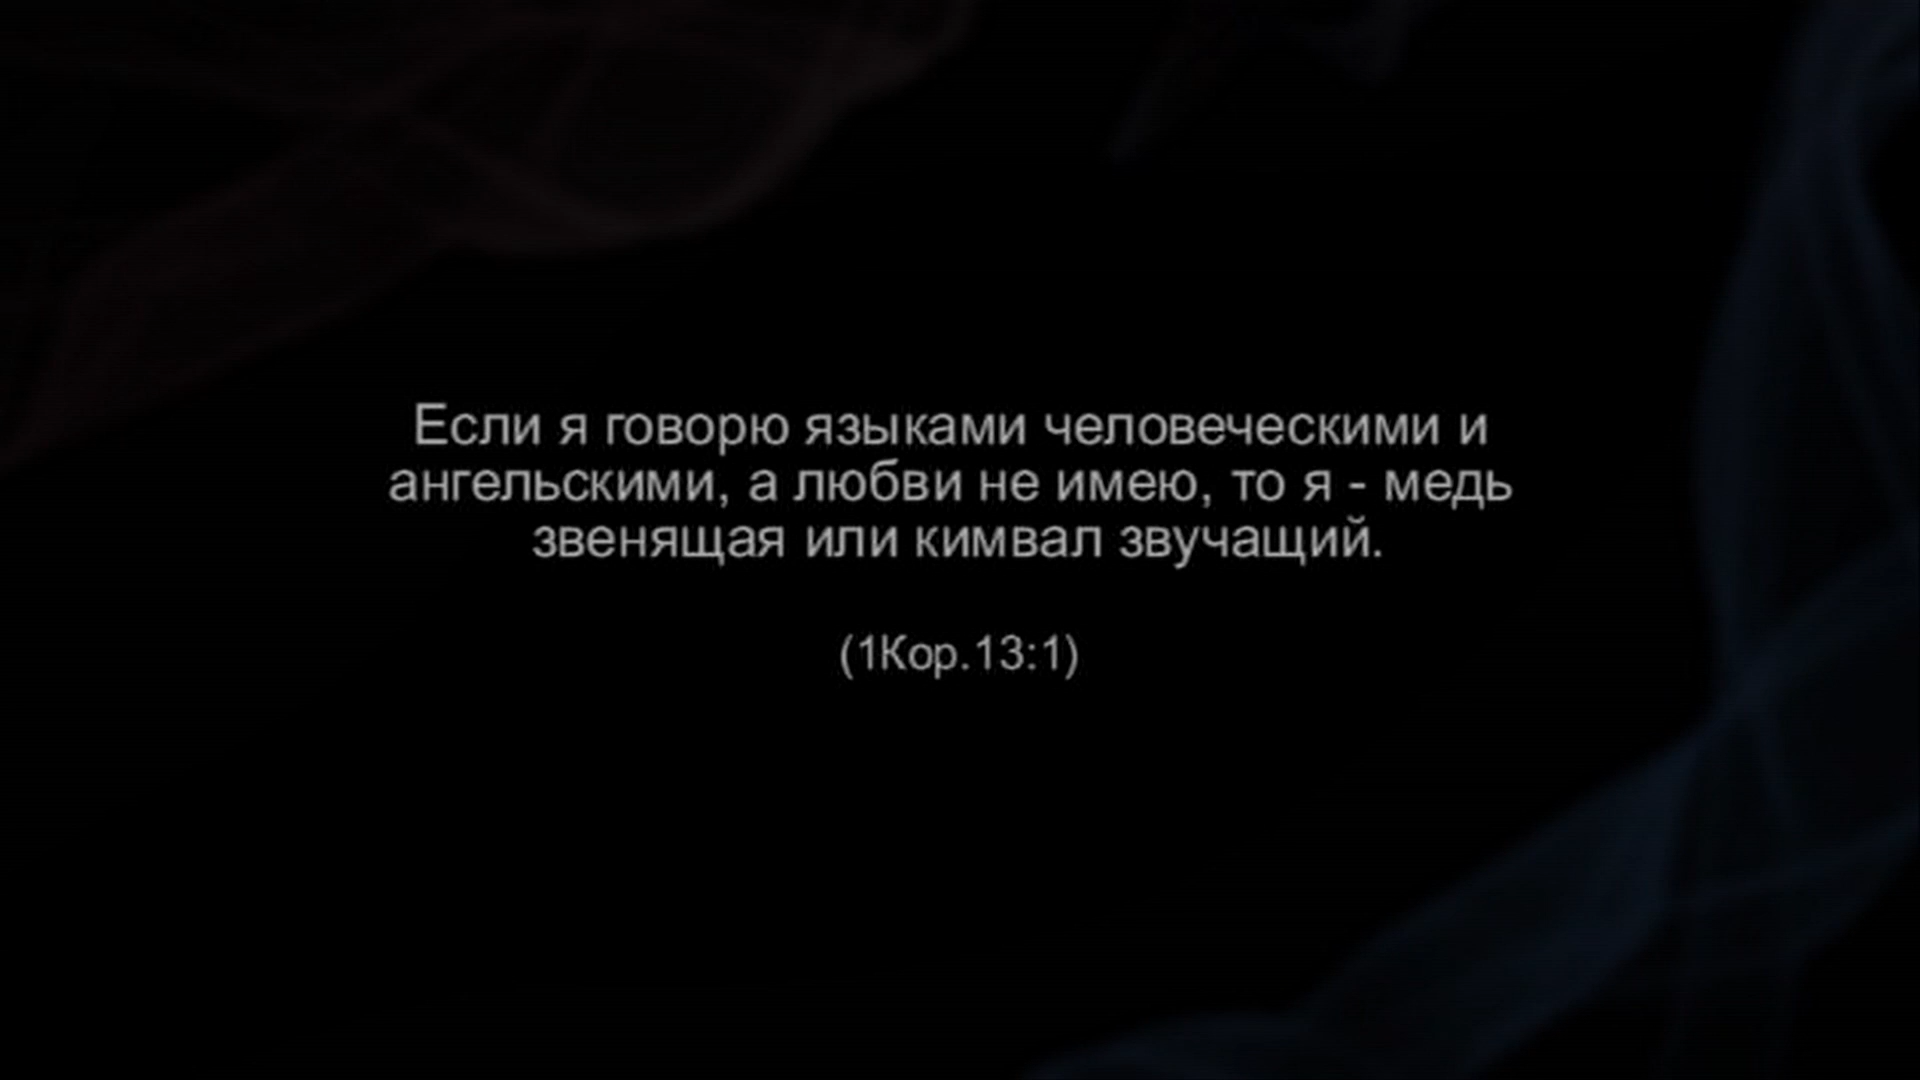 Если я говорю языками человеческими и
ангельскими, а любви не имею, то я - медь
звенящая или кимвал звучащий.
(1Кор.13:1)